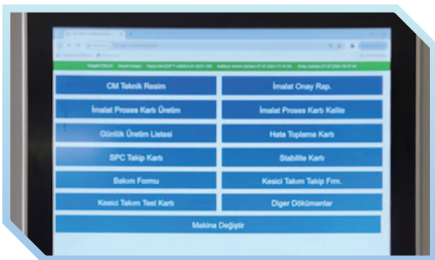 CM Teknik Resim
İmalat Onay Rap.
İmalat Proses Kartı Üretim
İmalat Proses Kartı Kalite
Günlük Üretim Listesi
Hata Toplama Kartı
SPC Takip Kartı
Stabilite Kartı
Bakım Formu
Kesici Takım Takip Frm.
Kesici Takım Test Kartı
Diger Dökümanlar
Makina Değiştir